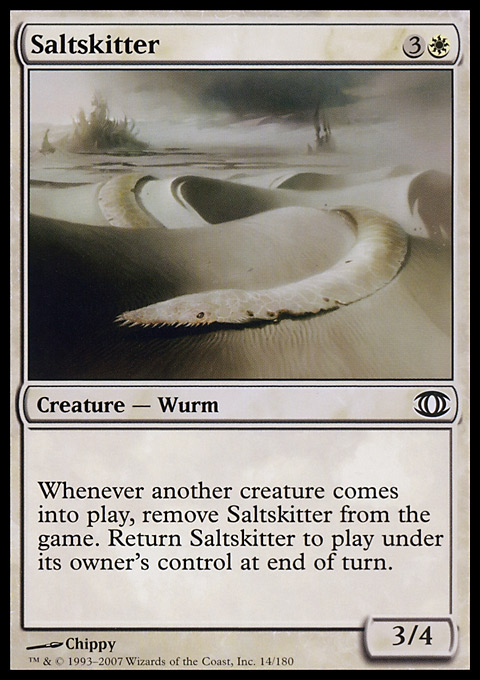 Saltskitter 3
Creature — Wurm
Whenever another creature comes
into play, remove Saltskitter from the
game. Return Saltskitter to play under
its owner's control at end of turn.
3/4
Chippy
™ & © 1993–2007 Wizards of the Coast, Inc. 14/180